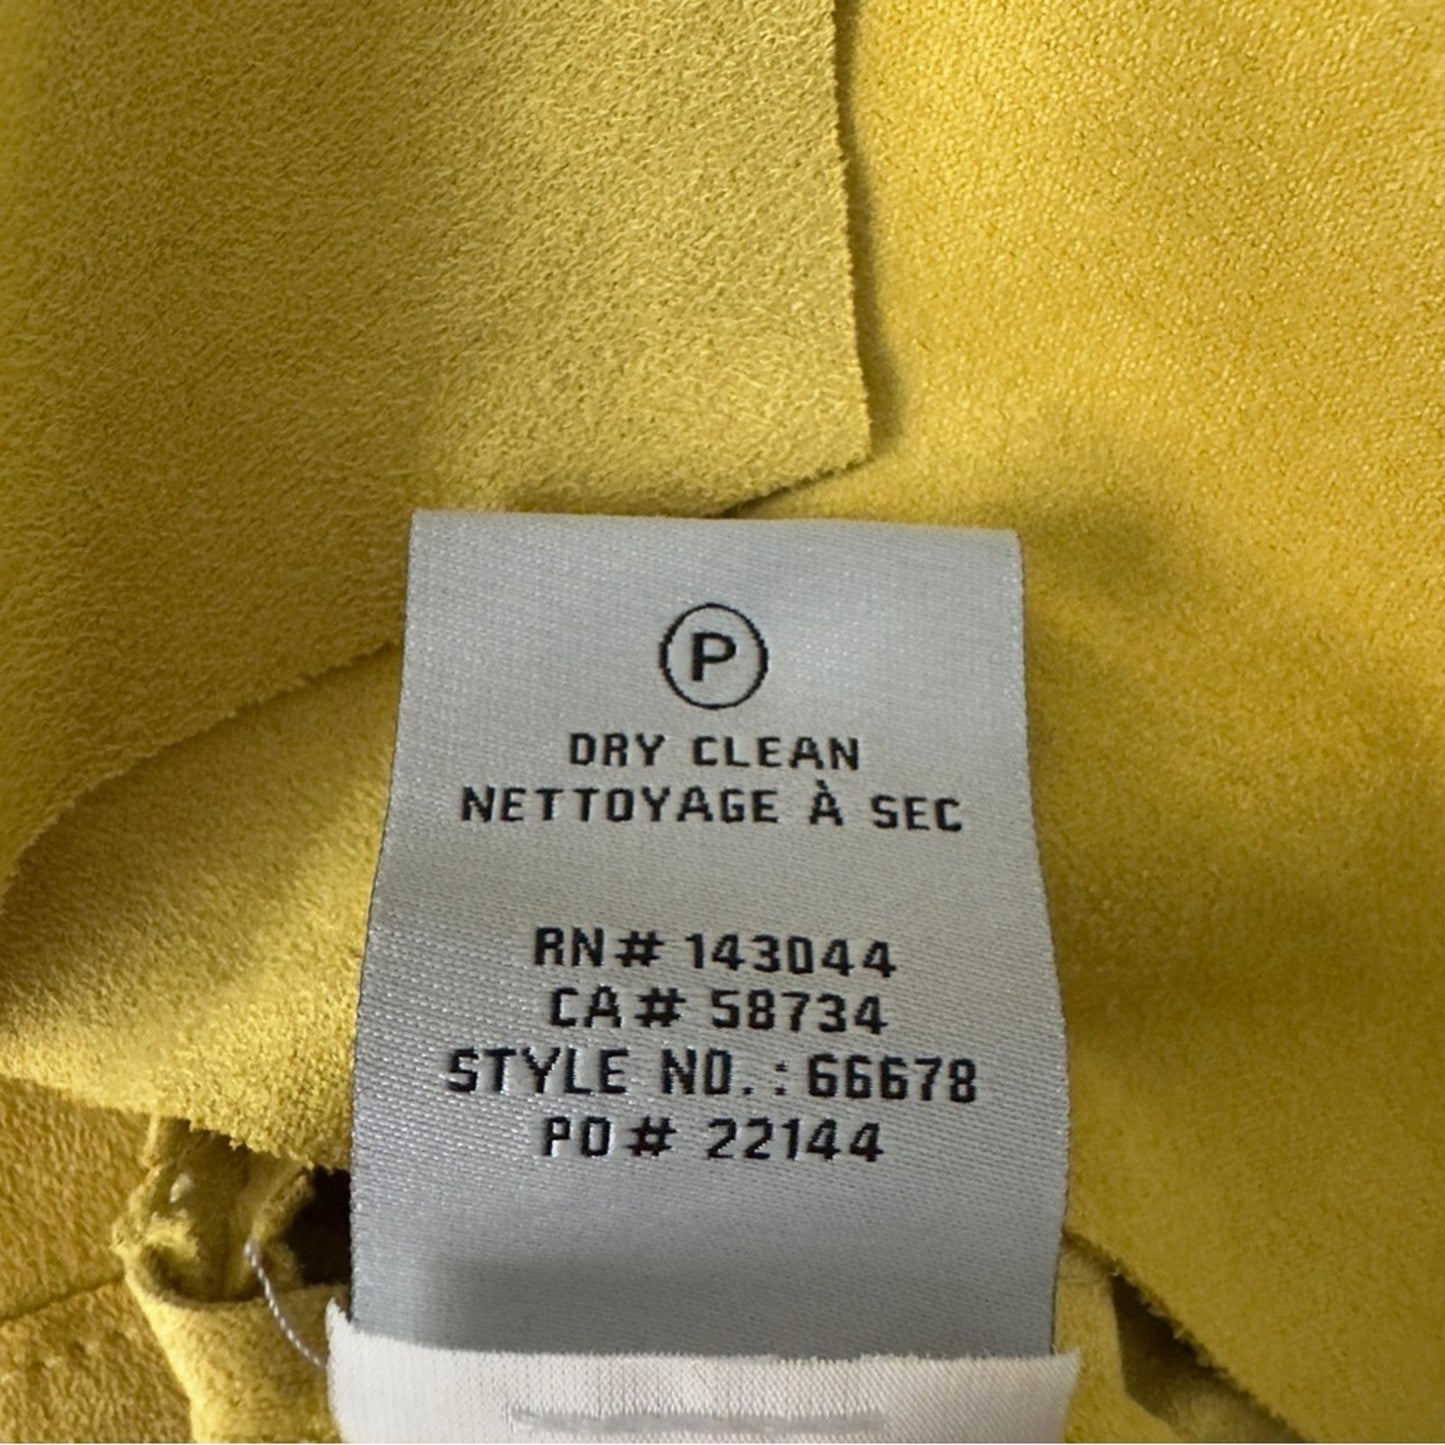 P
DRY CLEAN
NETTOYAGE À SEC
RN# 143044
CA# 58734
STYLE NO.: 66678
PO# 22144